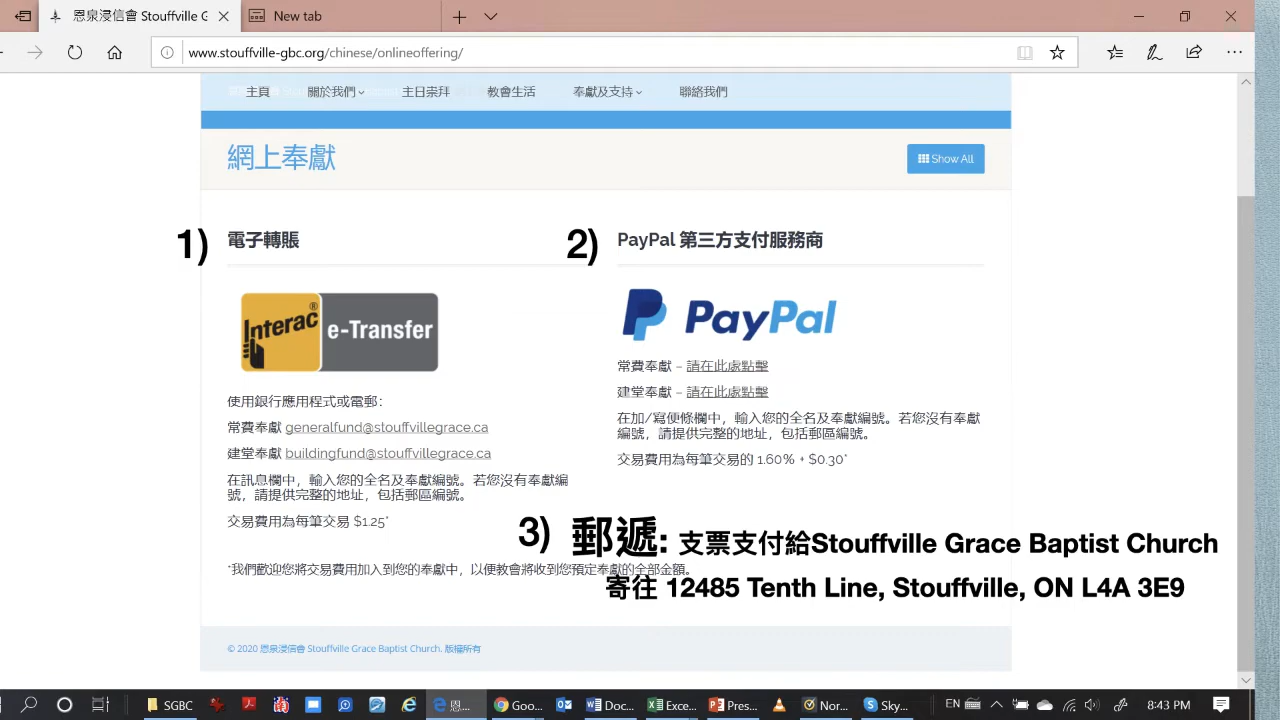 恩泉浸信會 Stouffville Grace
www.stouffville-gbc.org/chinese/onlineoffering/
主頁 關於我們 主日崇拜 教會生活 奉獻及支持 聯絡我們
網上奉獻
Show All
1) 電子轉賬
Interac® e-Transfer
使用銀行應用程式或電郵：
常費奉獻 generalfund@stouffvillegrace.ca
建堂奉獻 buildingfund@stouffvillegrace.ca
在訊息欄中，輸入您的全名及奉獻編號。若您沒有奉獻編
號，請提供完整的地址，包括郵區編號。
交易費用為每筆交易 $1.25*
2) PayPal 第三方支付服務商
PayPal
常費奉獻 – 請在此處點擊
建堂奉獻 – 請在此處點擊
在加/寫便條欄中，輸入您的全名及奉獻編號。若您沒有奉獻
編號，請提供完整的地址，包括郵區編號。
交易費用為每筆交易的 1.60% + $0.30*
3) 郵遞: 支票支付給Stouffville Grace Baptist Church
*我們歡迎您將交易費用加入到您的奉獻中，以便教會將收到您預定奉獻的全部金額。
寄往 12485 Tenth Line, Stouffville, ON L4A 3E9
© 2020 恩泉浸信會 Stouffville Grace Baptist Church. 版權所有
SGBC
Docu...
Exce...
Sky...
EN
8:43 PM